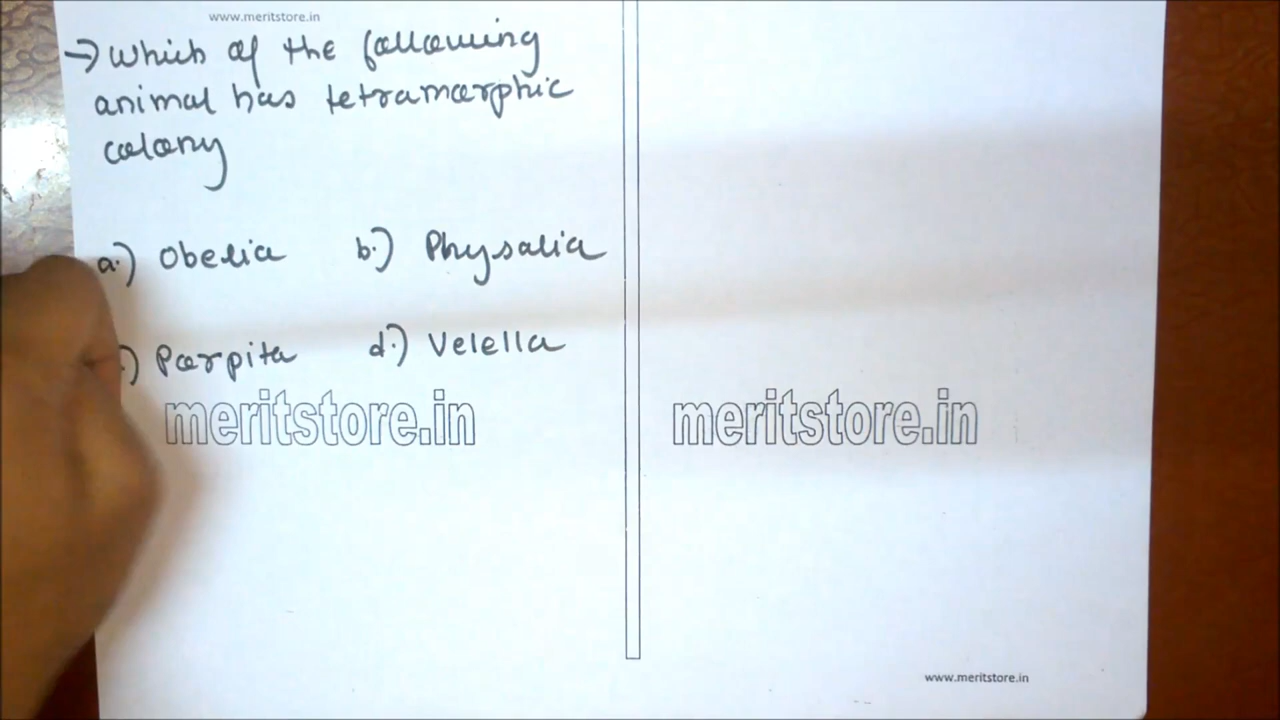 www.meritstore.in
→ Which of the following
animal has tetramorphic
colony
a.) Obelia b.) Physalia
.) Porpita d.) Velella
meritstore.in meritstore.in
www.meritstore.in